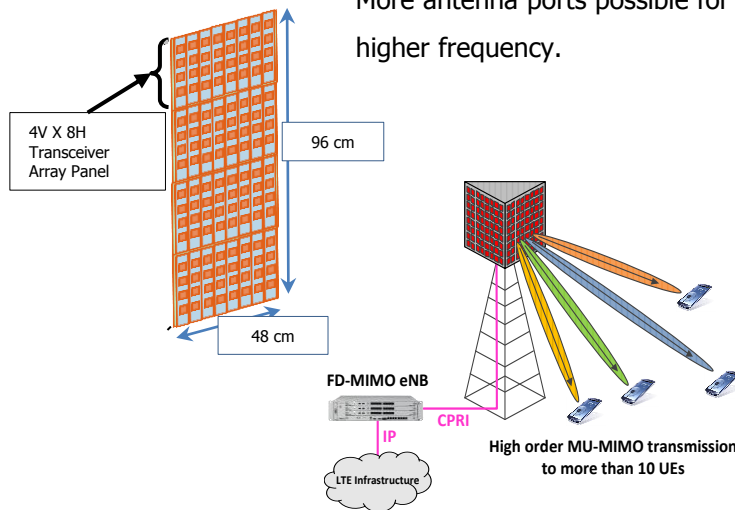 More antenna ports possible for
higher frequency.
4V X 8H
Transceiver
Array Panel
96 cm
48 cm
FD-MIMO eNB
CPRI
IP
LTE Infrastructure
High order MU-MIMO transmission
to more than 10 UEs